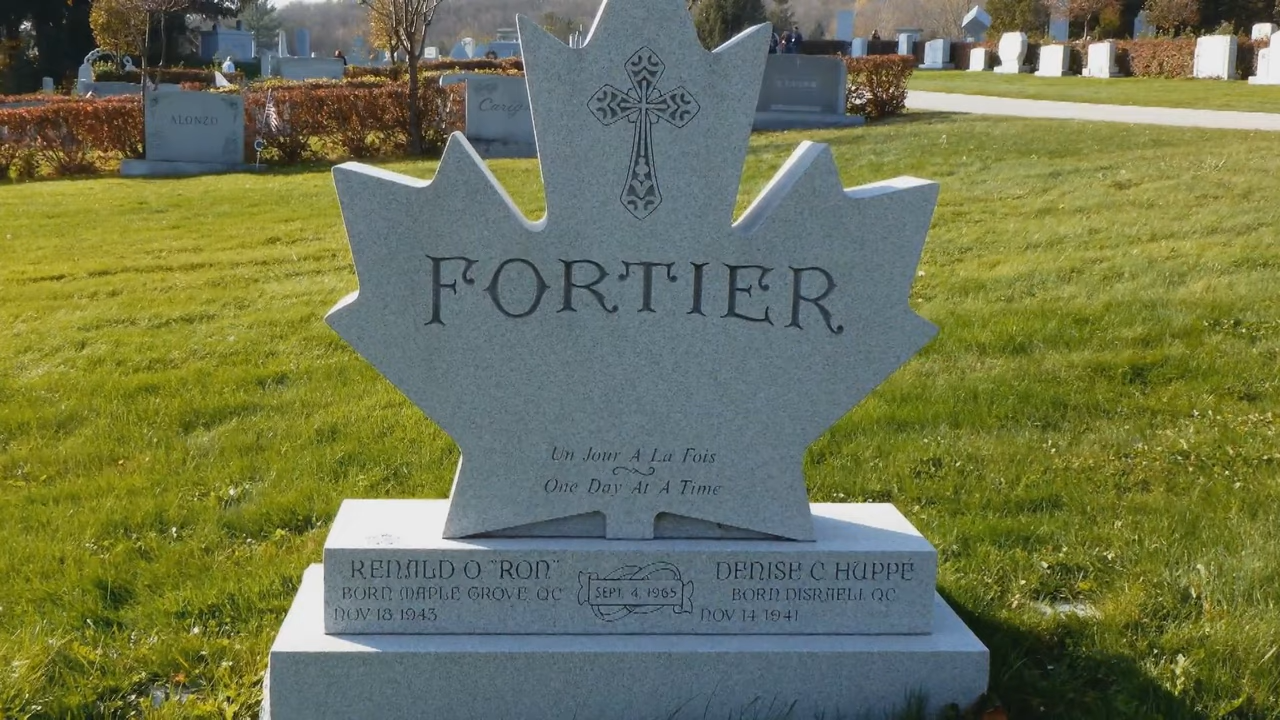 ALONZO
FORTIER
Un Jour A La Fois
One Day At A Time
RENALD O "RON"
BORN MAPLE GROVE QC
NOV 18 1943
SEPT. 4, 1965
DENISE C HUPPÉ
BORN DISRAELI, QC
NOV 14 1941